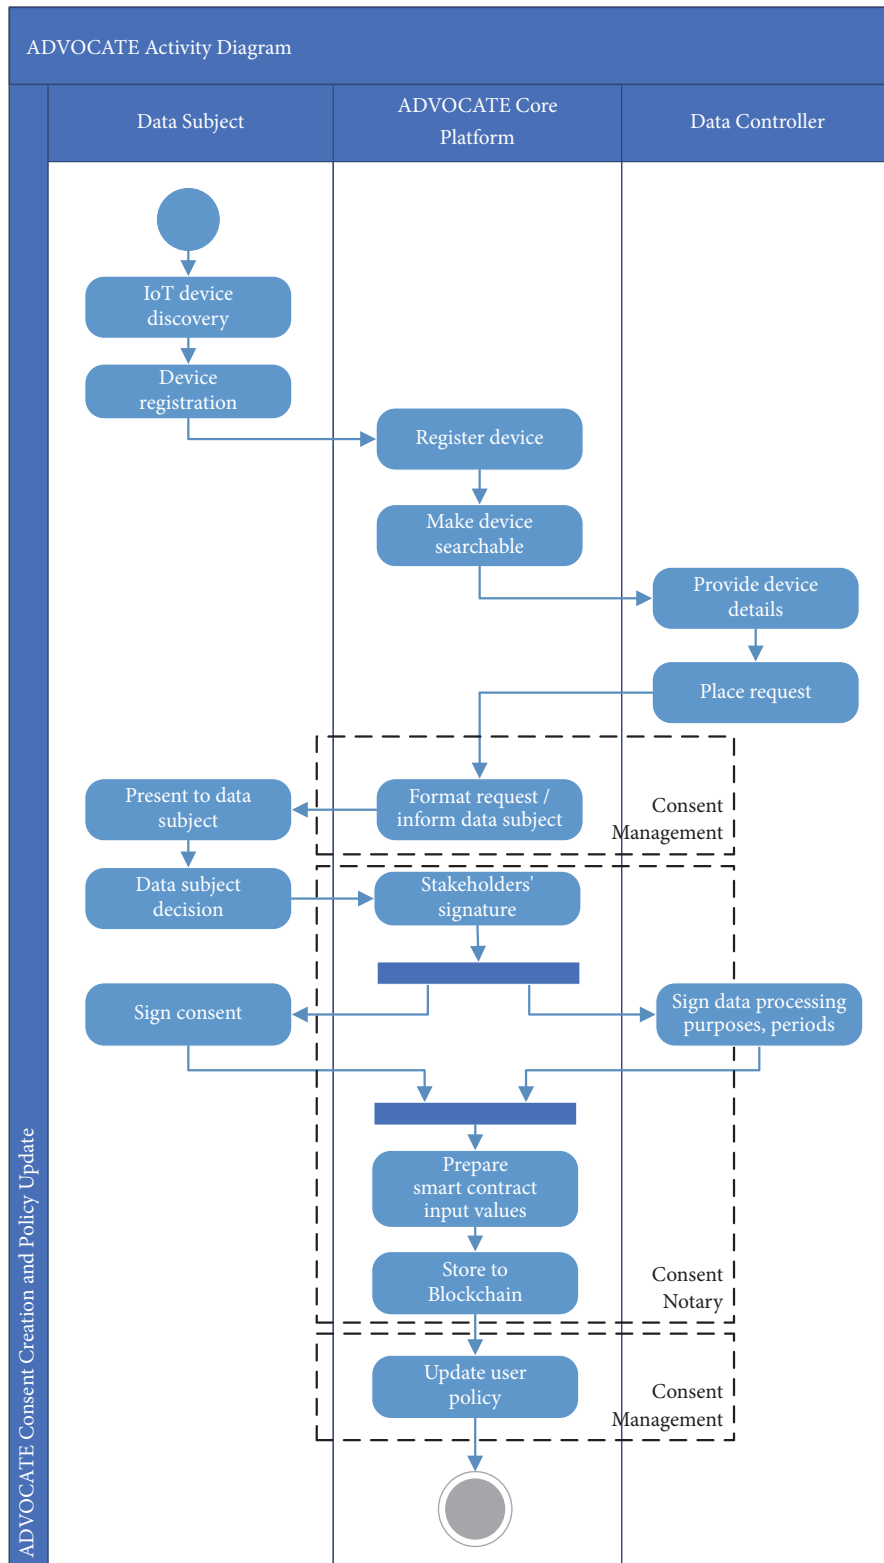 ADVOCATE Activity Diagram
Data Subject
ADVOCATE Core
Platform
Data Controller
IoT device
discovery
Device
registration
Register device
Make device
searchable
Provide device
details
Place request
Format request /
inform data subject
Consent
Management
Present to data
subject
Data subject
decision
Stakeholders'
signature
Sign consent
Sign data processing
purposes, periods
Prepare
smart contract
input values
Store to
Blockchain
Consent
Notary
Update user
policy
Consent
Management
ADVOCATE Consent Creation and Policy Update